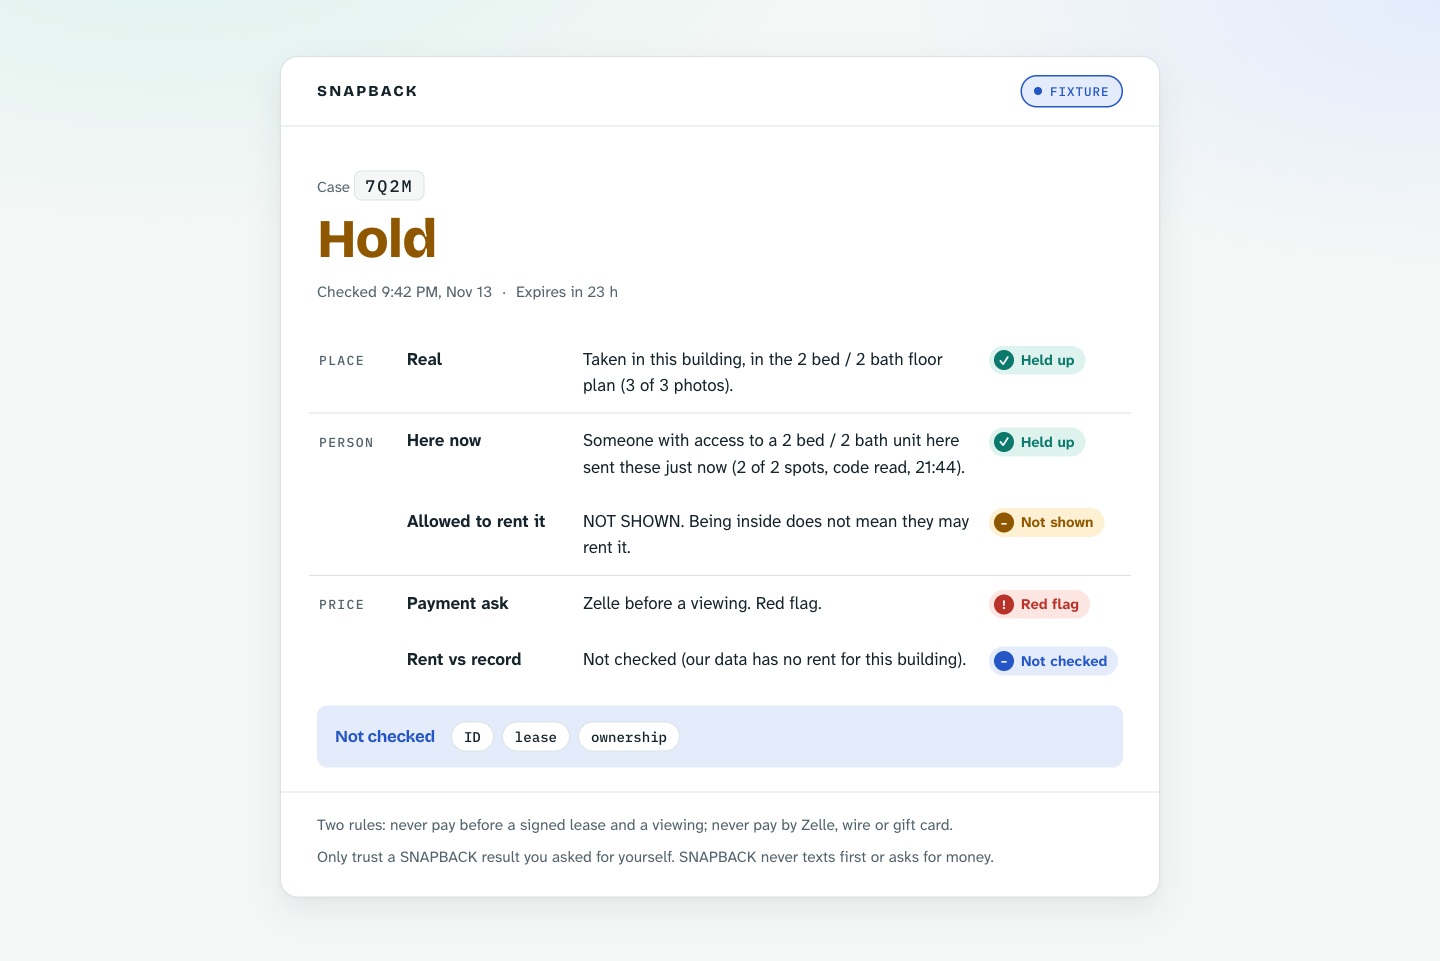 SNAPBACK
FIXTURE
Case 7Q2M
Hold
Checked 9:42 PM, Nov 13 · Expires in 23 h
PLACE Real Taken in this building, in the 2 bed / 2 bath floor Held up
plan (3 of 3 photos).
PERSON Here now Someone with access to a 2 bed / 2 bath unit here Held up
sent these just now (2 of 2 spots, code read, 21:44).
Allowed to rent it NOT SHOWN. Being inside does not mean they may Not shown
rent it.
PRICE Payment ask Zelle before a viewing. Red flag. Red flag
Rent vs record Not checked (our data has no rent for this building). Not checked
Not checked ID lease ownership
Two rules: never pay before a signed lease and a viewing; never pay by Zelle, wire or gift card.
Only trust a SNAPBACK result you asked for yourself. SNAPBACK never texts first or asks for money.